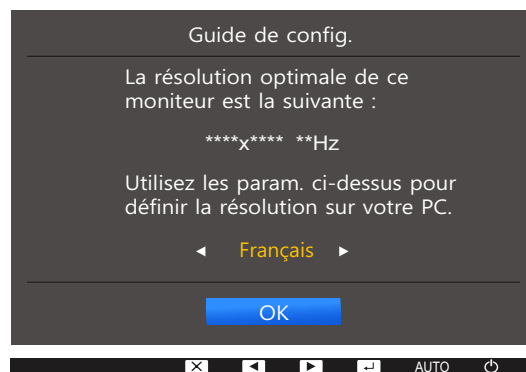 Guide de config.
La résolution optimale de ce
moniteur est la suivante :
****x**** **Hz
Utilisez les param. ci-dessus pour
définir la résolution sur votre PC.
Français
OK
AUTO